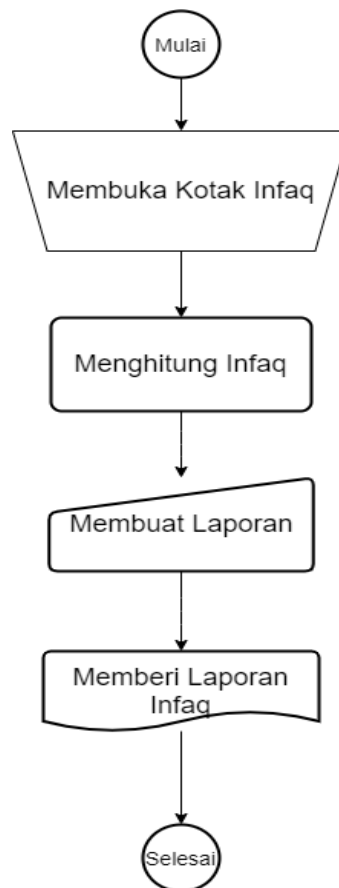 Mulai
Membuka Kotak Infaq
Menghitung Infaq
Membuat Laporan
Memberi Laporan
Infaq
Selesai